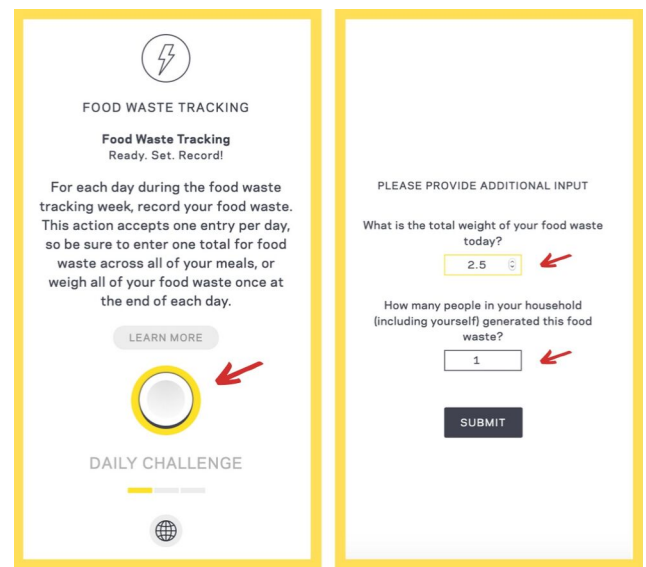 FOOD WASTE TRACKING
Food Waste Tracking
Ready. Set. Record!
For each day during the food waste
tracking week, record your food waste.
This action accepts one entry per day,
so be sure to enter one total for food
waste across all of your meals, or
weigh all of your food waste once at
the end of each day.
LEARN MORE
DAILY CHALLENGE
PLEASE PROVIDE ADDITIONAL INPUT
What is the total weight of your food waste
today?
2.5
How many people in your household
(including yourself) generated this food
waste?
1
SUBMIT